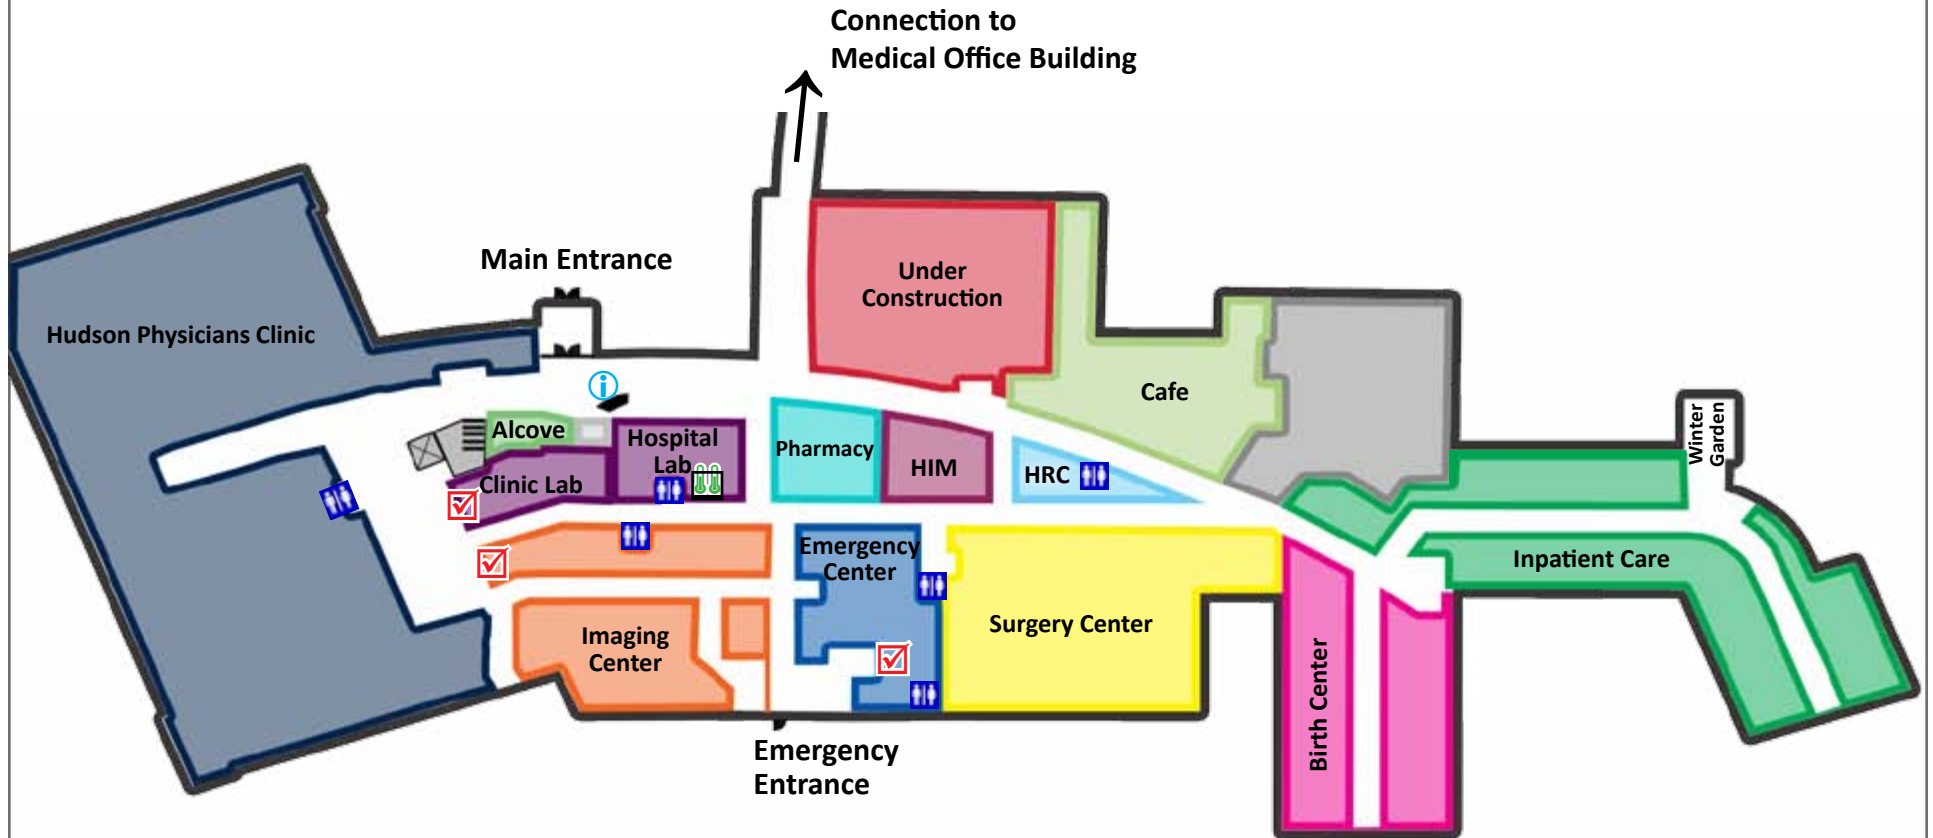 Connection to
Medical Office Building
Main Entrance
Under
Construction
Hudson Physicians Clinic
Cafe
i
Alcove
Hospital
Lab
Clinic Lab
Pharmacy
HIM
HRC
Winter
Garden
Emergency
Center
Inpatient Care
Imaging
Center
Surgery Center
Birth Center
Emergency
Entrance